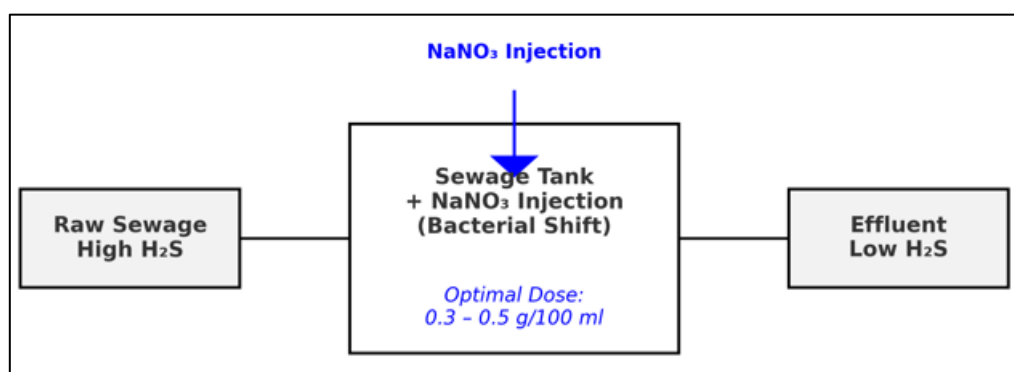 NaNO₃ Injection
Raw Sewage
High H₂S
Sewage Tank
+ NaNO₃ Injection
(Bacterial Shift)
Optimal Dose:
0.3 – 0.5 g/100 ml
Effluent
Low H₂S